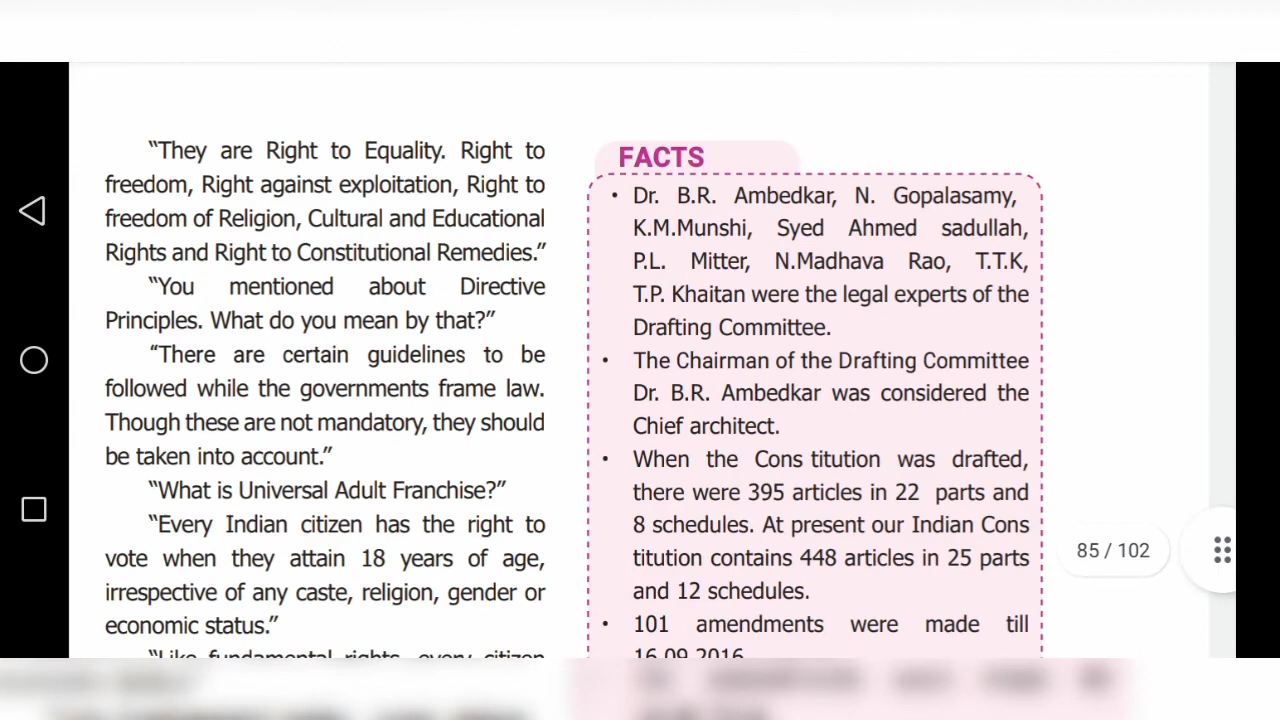 “They are Right to Equality. Right to
freedom, Right against exploitation, Right to
freedom of Religion, Cultural and Educational
Rights and Right to Constitutional Remedies.”
“You mentioned about Directive
Principles. What do you mean by that?”
“There are certain guidelines to be
followed while the governments frame law.
Though these are not mandatory, they should
be taken into account.”
“What is Universal Adult Franchise?”
“Every Indian citizen has the right to
vote when they attain 18 years of age,
irrespective of any caste, religion, gender or
economic status.”
“Like fundamental rights, every citizen
FACTS
• Dr. B.R. Ambedkar, N. Gopalasamy,
K.M.Munshi, Syed Ahmed sadullah,
P.L. Mitter, N.Madhava Rao, T.T.K,
T.P. Khaitan were the legal experts of the
Drafting Committee.
• The Chairman of the Drafting Committee
Dr. B.R. Ambedkar was considered the
Chief architect.
• When the Cons titution was drafted,
there were 395 articles in 22 parts and
8 schedules. At present our Indian Cons
titution contains 448 articles in 25 parts
and 12 schedules.
• 101 amendments were made till
16.09.2016
85 / 102